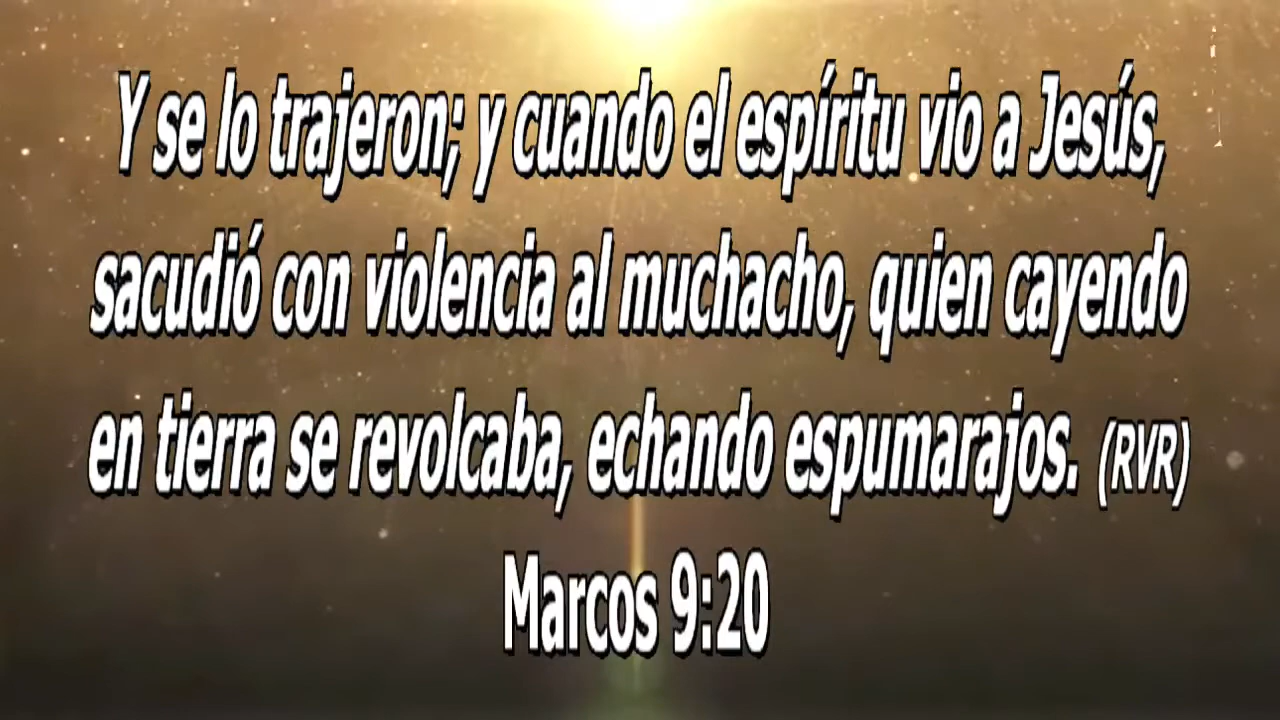 Y se lo trajeron; y cuando el espíritu vio a Jesús,
sacudió con violencia al muchacho, quien cayendo
en tierra se revolcaba, echando espumarajos. (RVR)
Marcos 9:20